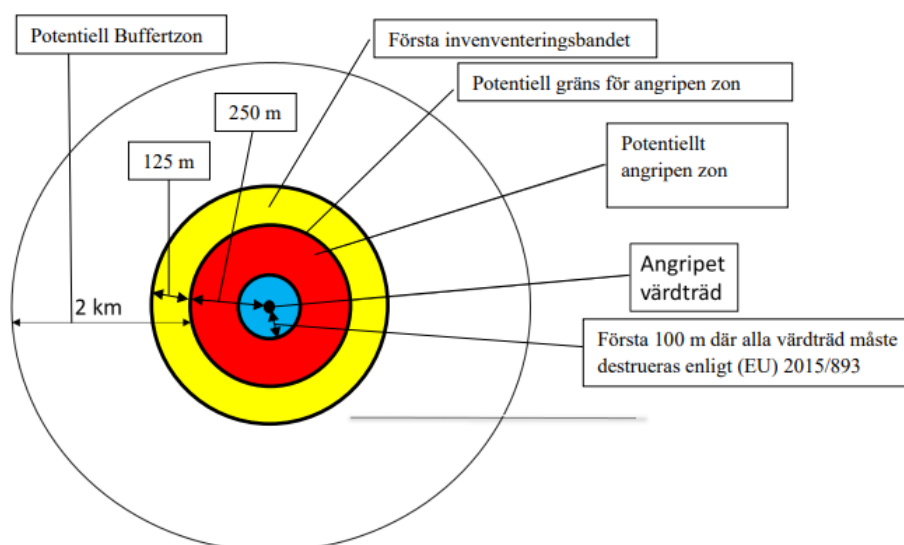 Potentiell Buffertzon
Första invenventeringsbandet
Potentiell gräns för angripen zon
250 m
125 m
Potentiellt
angripen zon
Angripet
värdträd
2 km
Första 100 m där alla värdträd måste
destrueras enligt (EU) 2015/893